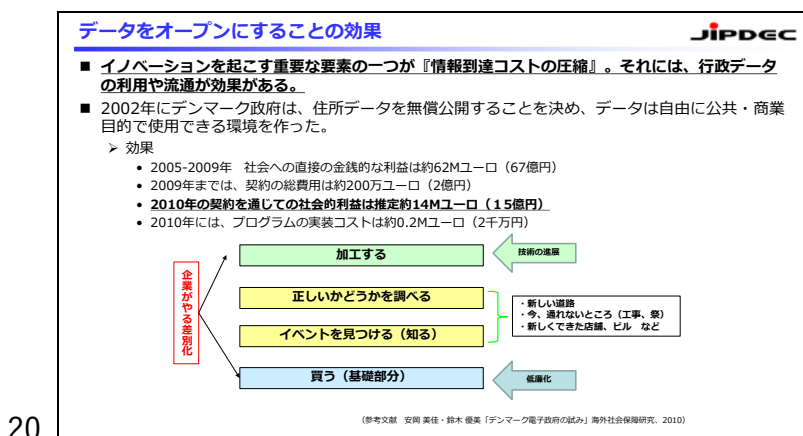 データをオープンにすることの効果
JIPDEC
■ イノベーションを起こす重要な要素の一つが『情報到達コストの圧縮』。それには、行政データ
の利用や流通が効果がある。
■ 2002年にデンマーク政府は、住所データを無償公開することを決め、データは自由に公共・商業
目的で使用できる環境を作った。
➢ 効果
• 2005-2009年 社会への直接の金銭的な利益は約62Mユーロ（67億円）
• 2009年までは、契約の総費用は約200万ユーロ（2億円）
• 2010年の契約を通じての社会的利益は推定約14Mユーロ（１５億円）
• 2010年には、プログラムの実装コストは約0.2Mユーロ（2千万円）
加工する
技術の進展
企業がやる差別化
正しいかどうかを調べる
イベントを見つける（知る）
・新しい道路
・今、通れないところ（工事、祭）
・新しくできた店舗、ビル など
買う（基礎部分）
低廉化
（参考文献 安岡 美佳・鈴木 優美「デンマーク電子政府の試み」海外社会保障研究、2010）
20